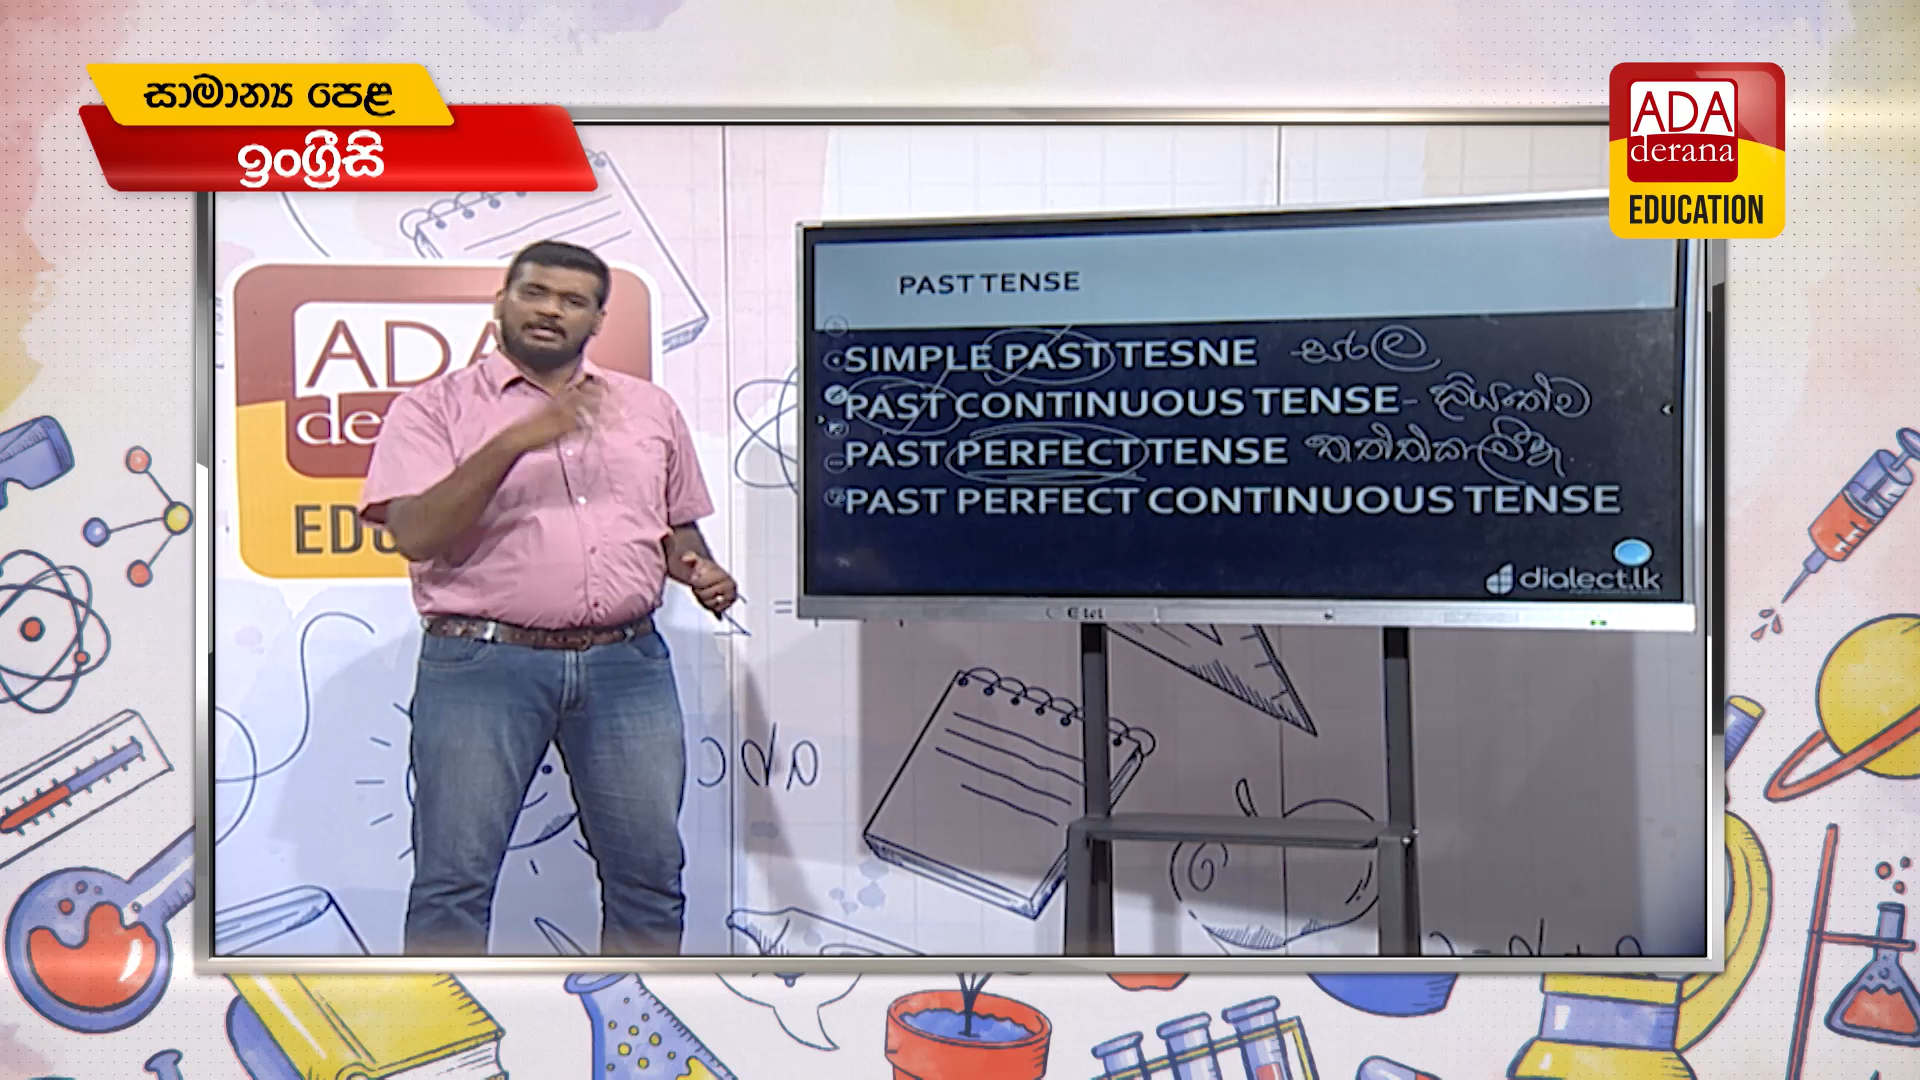 සාමාන්‍ය පෙළ
ඉංග්‍රීසි
ADA
derana
EDUCATION
ADA
PAST TENSE
SIMPLE PAST TESNE සරල
PAST CONTINUOUS TENSE -
PAST PERFECT TENSE
PAST PERFECT CONTINUOUS TENSE
dialect.lk